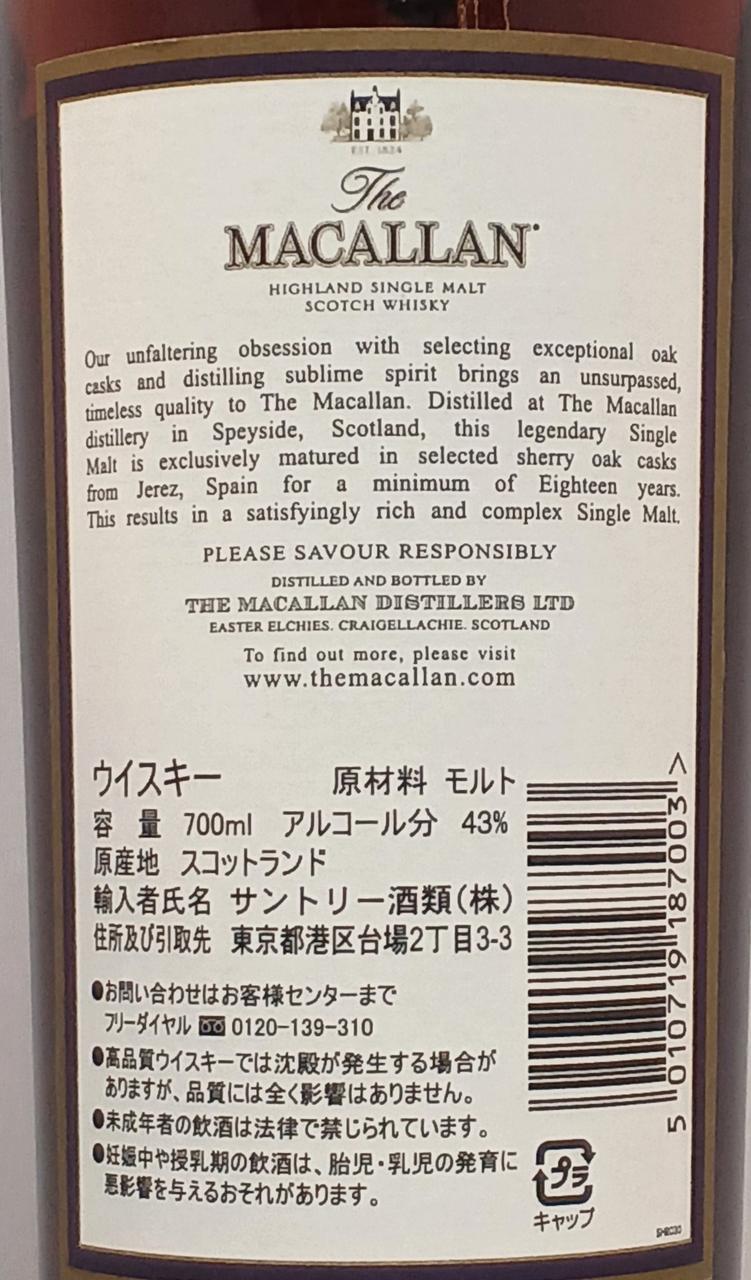 EST. 1824
The
MACALLAN
HIGHLAND SINGLE MALT
SCOTCH WHISKY
Our unfaltering obsession with selecting exceptional oak
casks and distilling sublime spirit brings an unsurpassed,
timeless quality to The Macallan. Distilled at The Macallan
distillery in Speyside, Scotland, this legendary Single
Malt is exclusively matured in selected sherry oak casks
from Jerez, Spain for a minimum of Eighteen years.
This results in a satisfyingly rich and complex Single Malt.
PLEASE SAVOUR RESPONSIBLY
DISTILLED AND BOTTLED BY
THE MACALLAN DISTILLERS LTD
EASTER ELCHIES. CRAIGELLACHIE. SCOTLAND
To find out more, please visit
www.themacallan.com
ウイスキー 原材料 モルト
容 量 700ml アルコール分 43%
原産地 スコットランド
輸入者氏名 サントリー酒類(株)
住所及び引取先 東京都港区台場2丁目3-3
●お問い合わせはお客様センターまで
フリーダイヤル 0120-139-310
●高品質ウイスキーでは沈殿が発生する場合が
ありますが、品質には全く影響はありません。
●未成年者の飲酒は法律で禁じられています。
●妊娠中や授乳期の飲酒は、胎児・乳児の発育に
悪影響を与えるおそれがあります。
5 010719 187003 >
プラ
キャップ